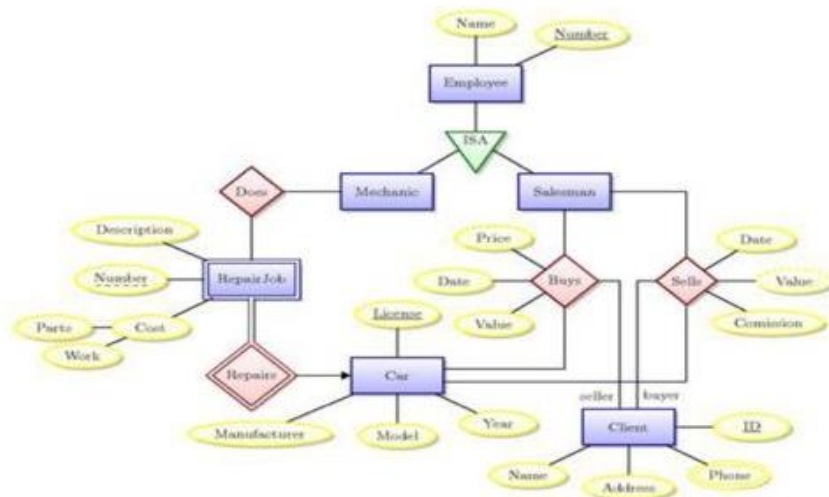 Name
Number
Employee
ISA
Does
Mechanic
Salesman
Description
Price
Date
Number
RepairJob
Date
Buys
Sells
Value
Parts
Cost
Value
Comission
Work
License
Repairs
Car
seller
buyer
Manufacturer
Model
Year
Client
ID
Name
Address
Phone